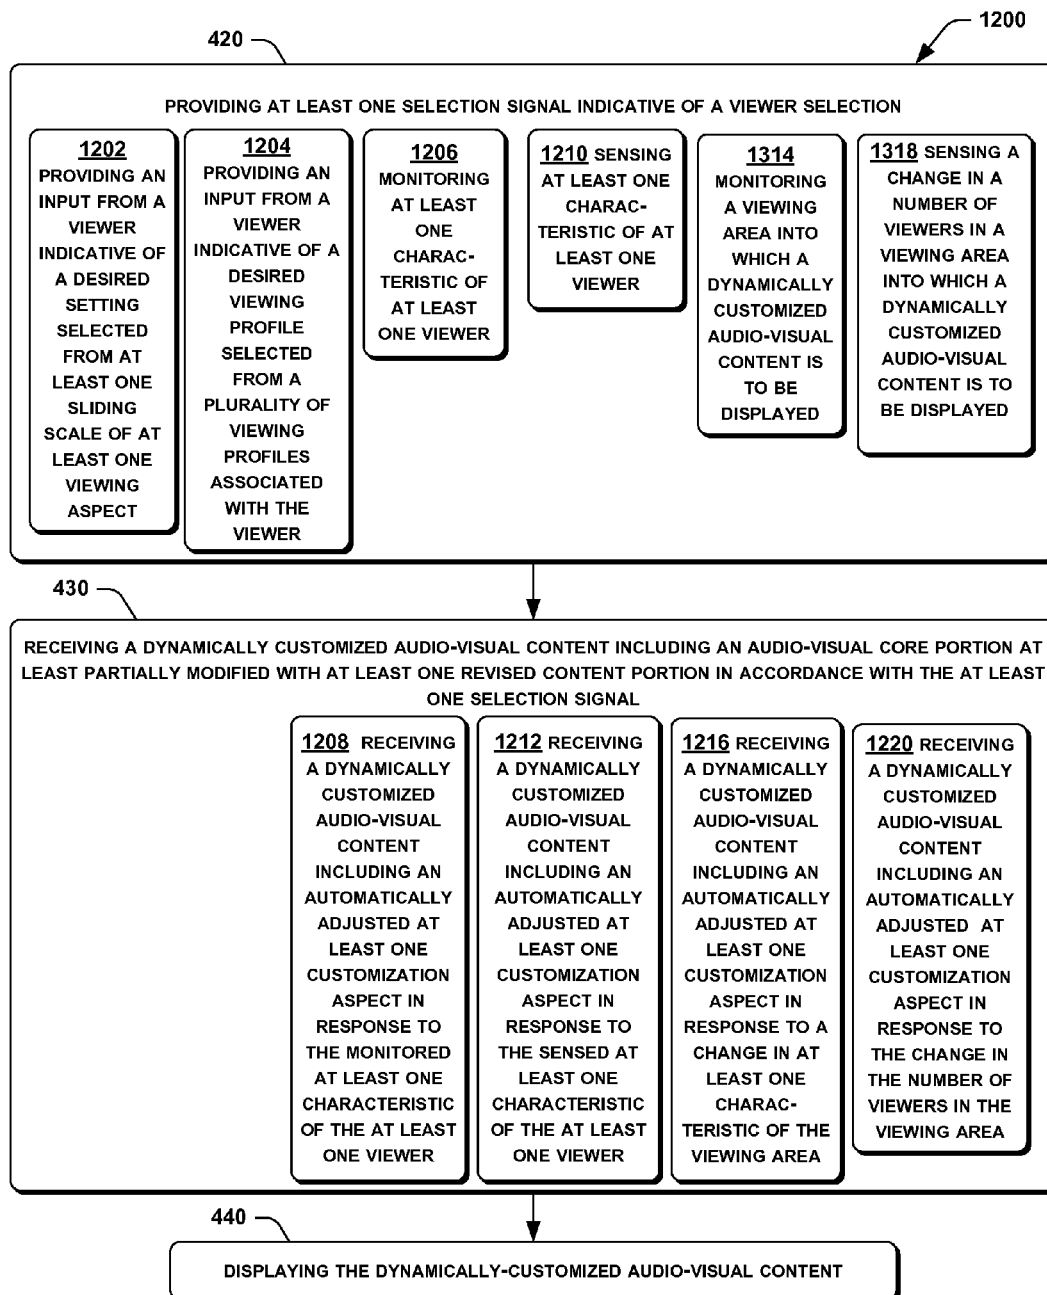 1200
420
PROVIDING AT LEAST ONE SELECTION SIGNAL INDICATIVE OF A VIEWER SELECTION
1202
PROVIDING AN
INPUT FROM A
VIEWER
INDICATIVE OF
A DESIRED
SETTING
SELECTED
FROM AT
LEAST ONE
SLIDING
SCALE OF AT
LEAST ONE
VIEWING
ASPECT
1204
PROVIDING AN
INPUT FROM A
VIEWER
INDICATIVE OF A
DESIRED
VIEWING
PROFILE
SELECTED
FROM A
PLURALITY OF
VIEWING
PROFILES
ASSOCIATED
WITH THE
VIEWER
1206
MONITORING
AT LEAST
ONE
CHARAC-
TERISTIC OF
AT LEAST
ONE VIEWER
1210 SENSING
AT LEAST ONE
CHARAC-
TERISTIC OF AT
LEAST ONE
VIEWER
1314
MONITORING
A VIEWING
AREA INTO
WHICH A
DYNAMICALLY
CUSTOMIZED
AUDIO-VISUAL
CONTENT IS
TO BE
DISPLAYED
1318 SENSING A
CHANGE IN A
NUMBER OF
VIEWERS IN A
VIEWING AREA
INTO WHICH A
DYNAMICALLY
CUSTOMIZED
AUDIO-VISUAL
CONTENT IS TO
BE DISPLAYED
430
RECEIVING A DYNAMICALLY CUSTOMIZED AUDIO-VISUAL CONTENT INCLUDING AN AUDIO-VISUAL CORE PORTION AT
LEAST PARTIALLY MODIFIED WITH AT LEAST ONE REVISED CONTENT PORTION IN ACCORDANCE WITH THE AT LEAST
ONE SELECTION SIGNAL
1208 RECEIVING
A DYNAMICALLY
CUSTOMIZED
AUDIO-VISUAL
CONTENT
INCLUDING AN
AUTOMATICALLY
ADJUSTED AT
LEAST ONE
CUSTOMIZATION
ASPECT IN
RESPONSE TO
THE MONITORED
AT LEAST ONE
CHARACTERISTIC
OF THE AT LEAST
ONE VIEWER
1212 RECEIVING
A DYNAMICALLY
CUSTOMIZED
AUDIO-VISUAL
CONTENT
INCLUDING AN
AUTOMATICALLY
ADJUSTED AT
LEAST ONE
CUSTOMIZATION
ASPECT IN
RESPONSE TO
THE SENSED AT
LEAST ONE
CHARACTERISTIC
OF THE AT LEAST
ONE VIEWER
1216 RECEIVING
A DYNAMICALLY
CUSTOMIZED
AUDIO-VISUAL
CONTENT
INCLUDING AN
AUTOMATICALLY
ADJUSTED AT
LEAST ONE
CUSTOMIZATION
ASPECT IN
RESPONSE TO A
CHANGE IN AT
LEAST ONE
CHARAC-
TERISTIC OF THE
VIEWING AREA
1220 RECEIVING
A DYNAMICALLY
CUSTOMIZED
AUDIO-VISUAL
CONTENT
INCLUDING AN
AUTOMATICALLY
ADJUSTED AT
LEAST ONE
CUSTOMIZATION
ASPECT IN
RESPONSE TO
THE CHANGE IN
THE NUMBER OF
VIEWERS IN THE
VIEWING AREA
440
DISPLAYING THE DYNAMICALLY-CUSTOMIZED AUDIO-VISUAL CONTENT